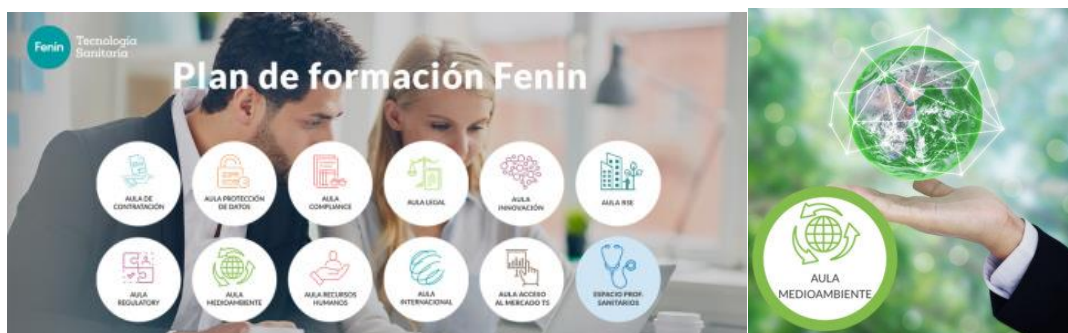 Fenin
Tecnología
Sanitaria
Plan de formación Fenin
AULA DE
CONTRATACIÓN
AULA PROTECCIÓN
DE DATOS
AULA
COMPLIANCE
AULA LEGAL
AULA
INNOVACIÓN
AULA RSE
AULA
REGULATORY
AULA
MEDIOAMBIENTE
AULA RECURSOS
HUMANOS
AULA
INTERNACIONAL
AULA ACCESO
AL MERCADO TS
ESPACIO PROF.
SANITARIOS
AULA
MEDIOAMBIENTE